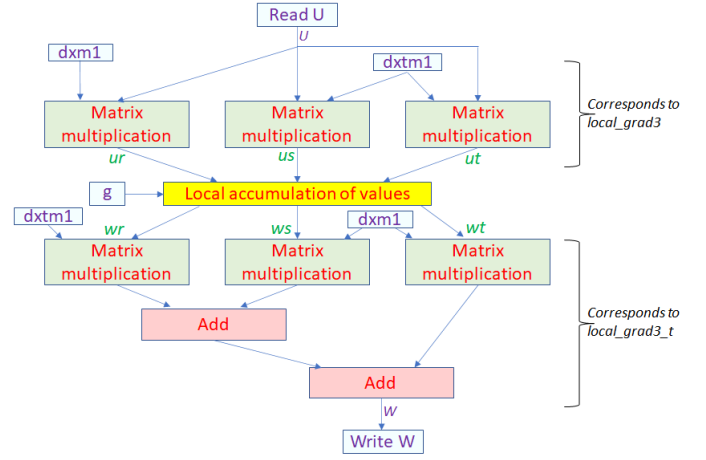 Read U
U
dxm1
dxtm1
Matrix
multiplication
Matrix
multiplication
Matrix
multiplication
Corresponds to
local_grad3
ur
us
ut
g
Local accumulation of values
dxtm1
dxm1
wr
ws
wt
Matrix
multiplication
Matrix
multiplication
Matrix
multiplication
Add
Corresponds to
local_grad3_t
Add
W
Write W